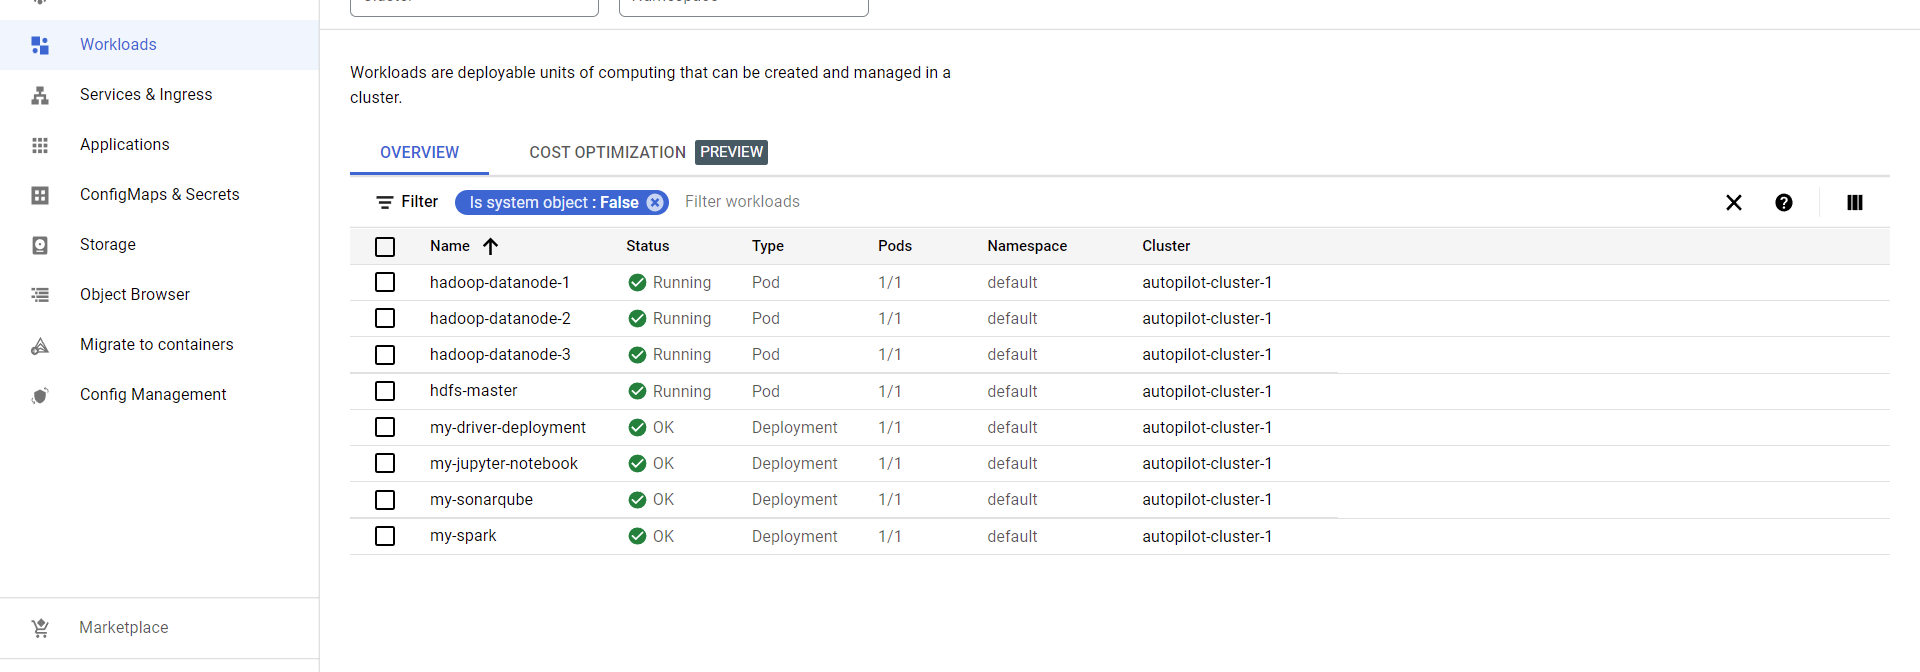 Workloads
Services & Ingress
Applications
ConfigMaps & Secrets
Storage
Object Browser
Migrate to containers
Config Management
Marketplace
Workloads are deployable units of computing that can be created and managed in a
cluster.
OVERVIEW COST OPTIMIZATION PREVIEW
Filter Is system object : False Filter workloads
Name Status Type Pods Namespace Cluster
hadoop-datanode-1 Running Pod 1/1 default autopilot-cluster-1
hadoop-datanode-2 Running Pod 1/1 default autopilot-cluster-1
hadoop-datanode-3 Running Pod 1/1 default autopilot-cluster-1
hdfs-master Running Pod 1/1 default autopilot-cluster-1
my-driver-deployment OK Deployment 1/1 default autopilot-cluster-1
my-jupyter-notebook OK Deployment 1/1 default autopilot-cluster-1
my-sonarqube OK Deployment 1/1 default autopilot-cluster-1
my-spark OK Deployment 1/1 default autopilot-cluster-1